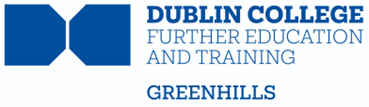 DUBLIN COLLEGE
FURTHER EDUCATION
AND TRAINING
GREENHILLS